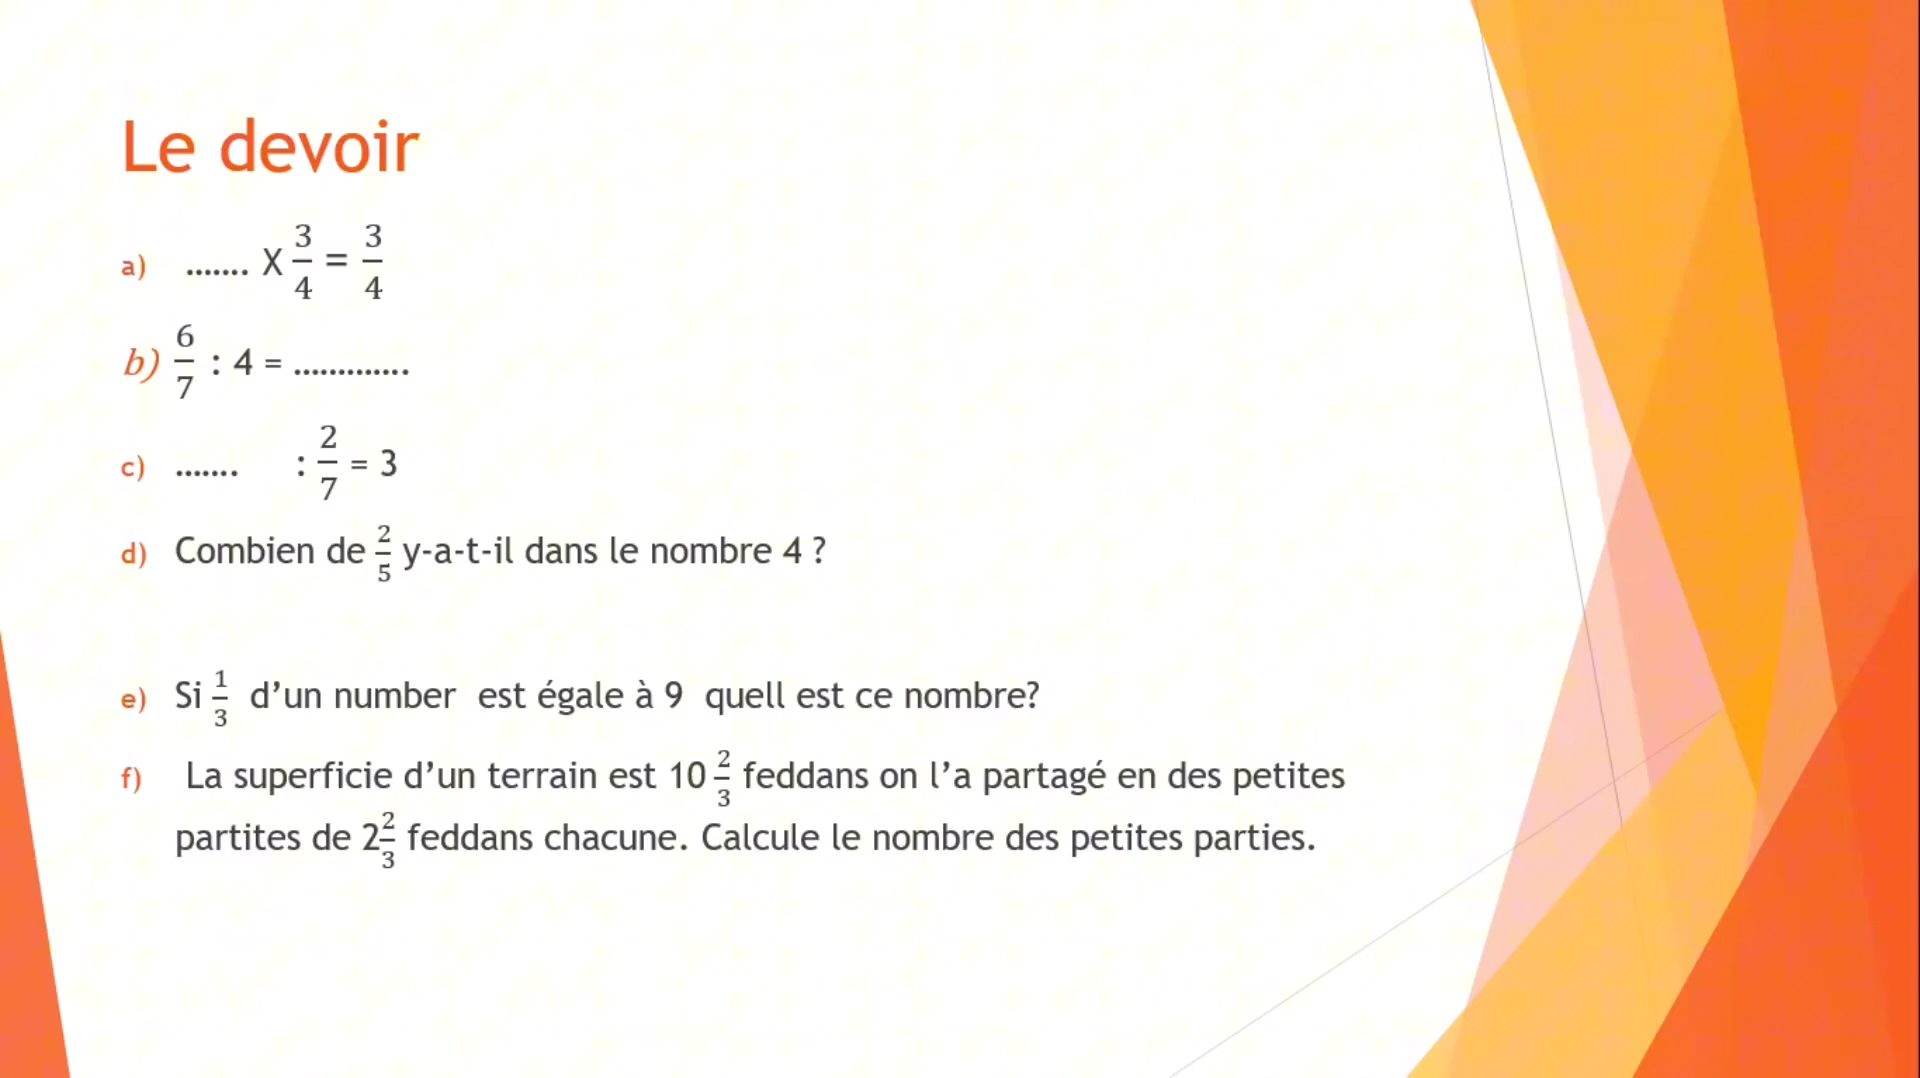 Le devoir
a) ....... X 3/4 = 3/4
b) 6/7 : 4 = .............
c) ....... : 2/7 = 3
d) Combien de 2/5 y-a-t-il dans le nombre 4 ?
e) Si 1/3 d’un number est égale à 9 quell est ce nombre?
f) La superficie d’un terrain est 10 2/3 feddans on l’a partagé en des petites
partites de 2 2/3 feddans chacune. Calcule le nombre des petites parties.